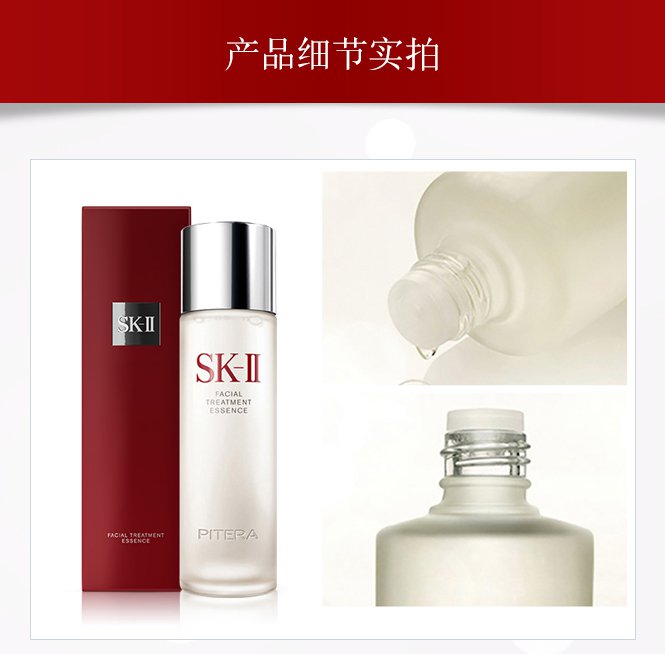 产品细节实拍
SK-II
FACIAL TREATMENT
ESSENCE
SK-II
FACIAL
TREATMENT
ESSENCE
PITERA